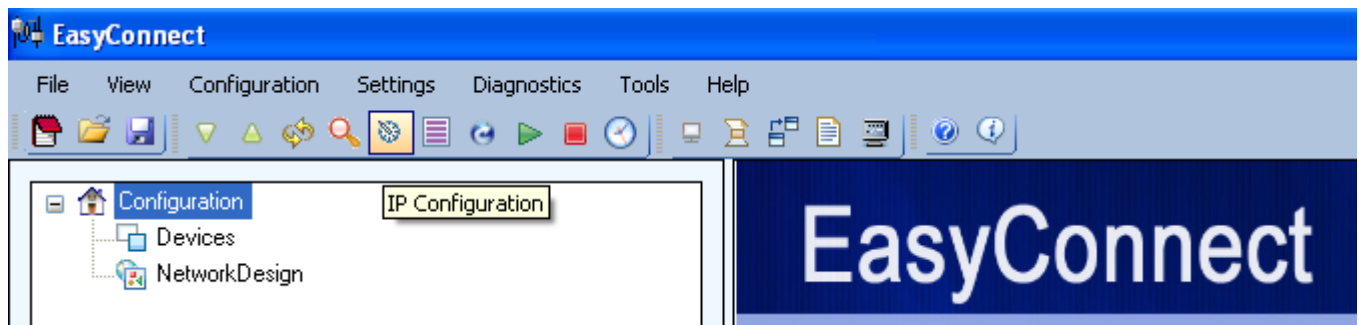 EasyConnect
File View Configuration Settings Diagnostics Tools Help
Configuration
IP Configuration
Devices
NetworkDesign
EasyConnect